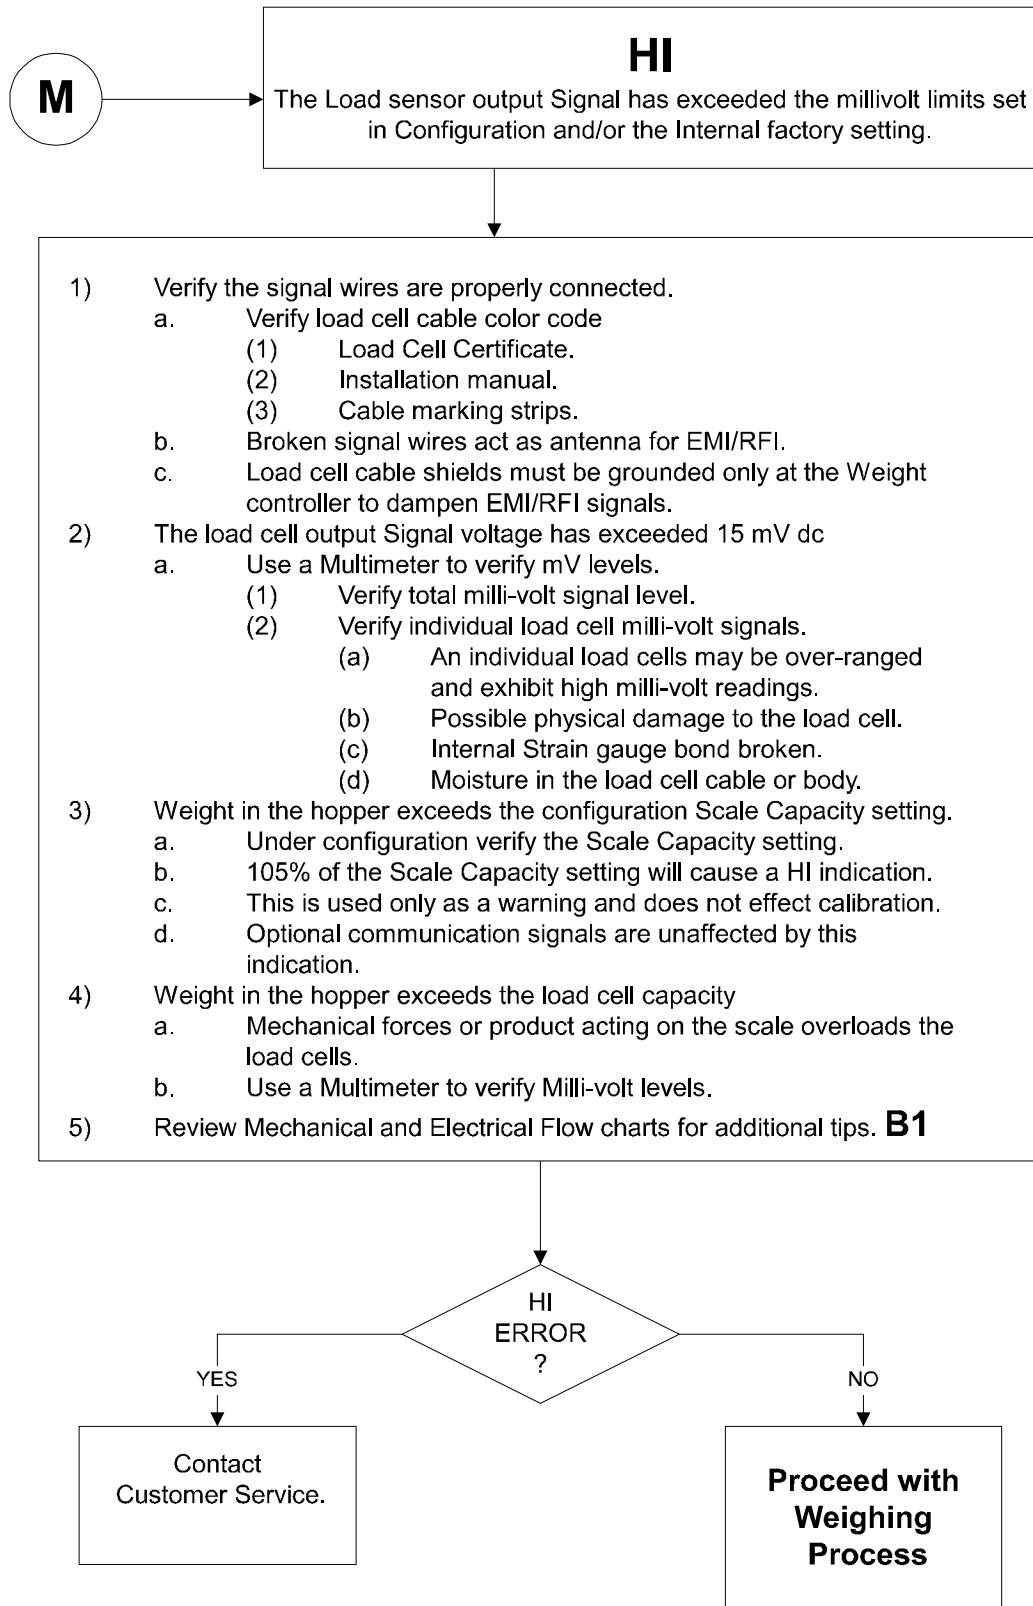 M
HI
The Load sensor output Signal has exceeded the millivolt limits set
in Configuration and/or the Internal factory setting.
1) Verify the signal wires are properly connected.
a. Verify load cell cable color code
(1) Load Cell Certificate.
(2) Installation manual.
(3) Cable marking strips.
b. Broken signal wires act as antenna for EMI/RFI.
c. Load cell cable shields must be grounded only at the Weight
controller to dampen EMI/RFI signals.
2) The load cell output Signal voltage has exceeded 15 mV dc
a. Use a Multimeter to verify mV levels.
(1) Verify total milli-volt signal level.
(2) Verify individual load cell milli-volt signals.
(a) An individual load cells may be over-ranged
and exhibit high milli-volt readings.
(b) Possible physical damage to the load cell.
(c) Internal Strain gauge bond broken.
(d) Moisture in the load cell cable or body.
3) Weight in the hopper exceeds the configuration Scale Capacity setting.
a. Under configuration verify the Scale Capacity setting.
b. 105% of the Scale Capacity setting will cause a HI indication.
c. This is used only as a warning and does not effect calibration.
d. Optional communication signals are unaffected by this
indication.
4) Weight in the hopper exceeds the load cell capacity
a. Mechanical forces or product acting on the scale overloads the
load cells.
b. Use a Multimeter to verify Milli-volt levels.
5) Review Mechanical and Electrical Flow charts for additional tips. B1
HI
ERROR
?
YES
NO
Contact
Customer Service.
Proceed with
Weighing
Process